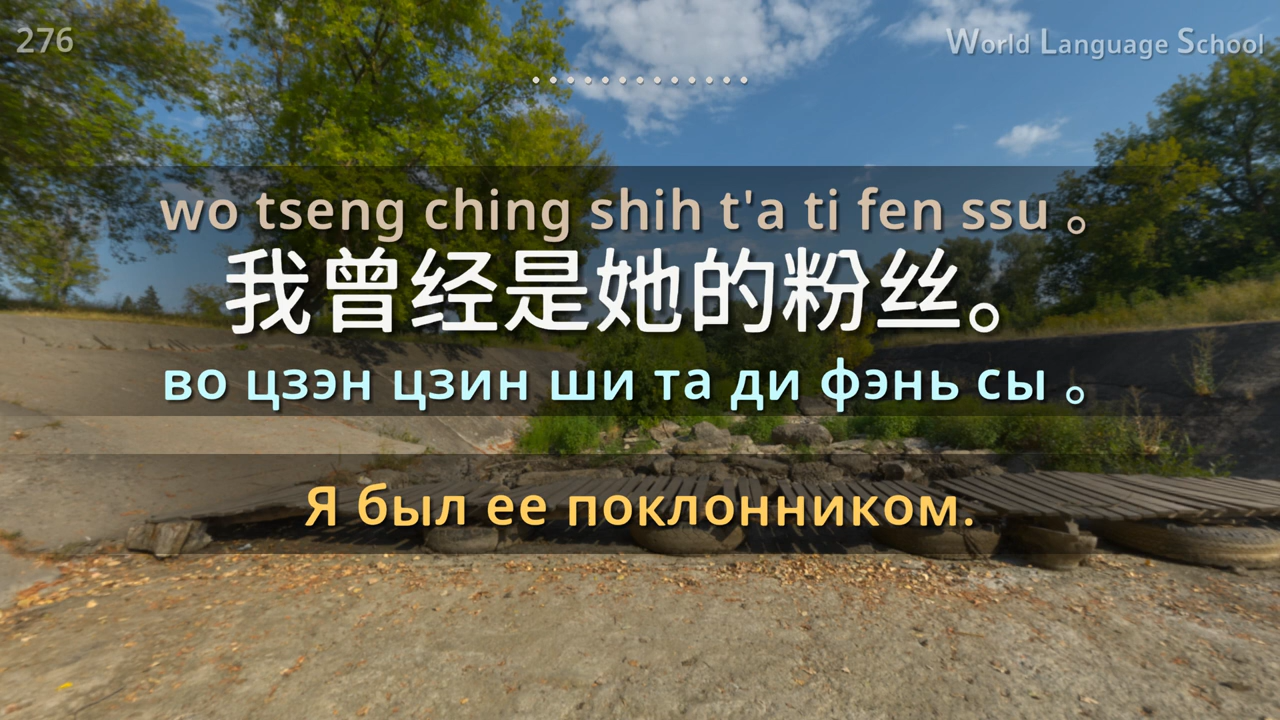 276
World Language School
wo tseng ching shih t'a ti fen ssu 。
我曾经是她的粉丝。
во цзэн цзин ши та ди фэнь сы 。
Я был ее поклонником.